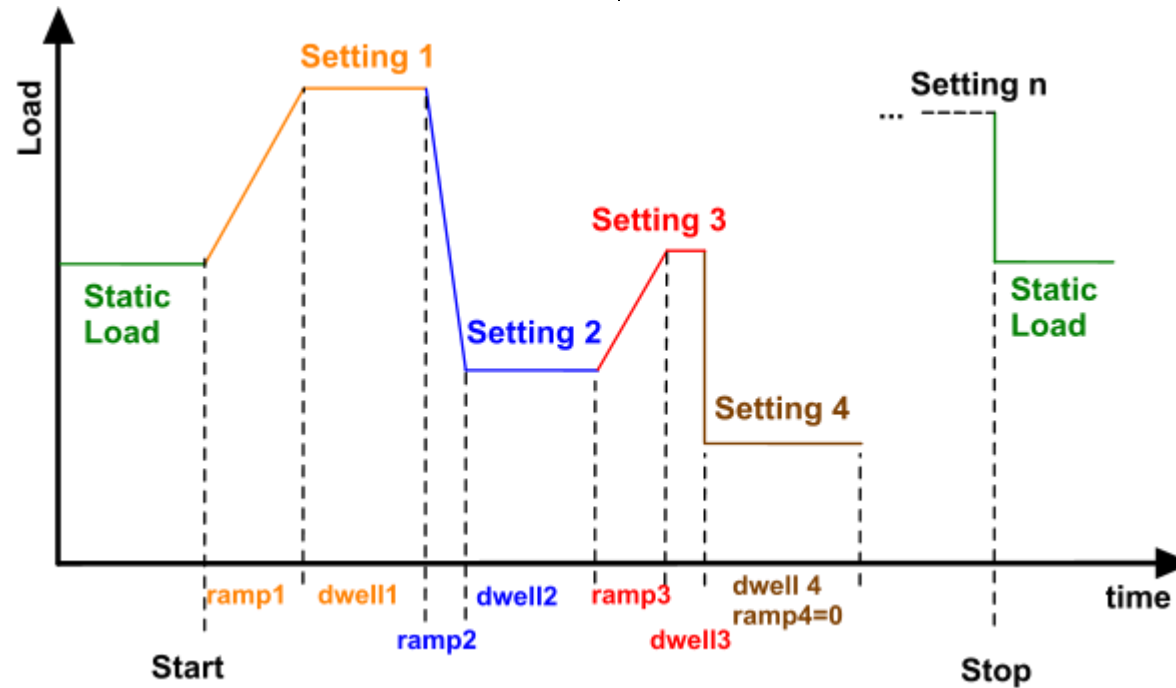 Setting 1
Setting n
...
Load
Setting 3
Static
Load
Static
Load
Setting 2
Setting 4
ramp1
dwell1
dwell2
ramp3
dwell 4
ramp4=0
time
ramp2
dwell3
Start
Stop